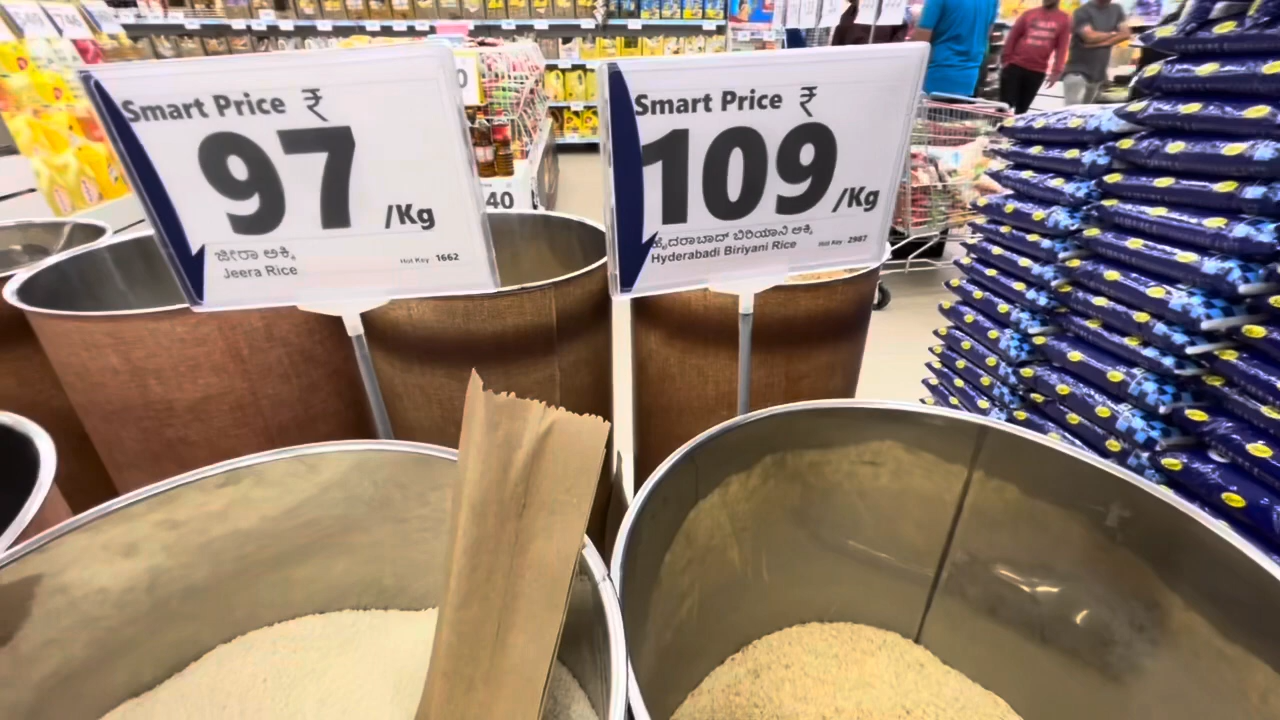 Smart Price ₹
97 /Kg
ಜೀರಾ ಅಕ್ಕಿ
Jeera Rice
Hot Key : 1662
40
Smart Price ₹
109 /Kg
ಹೈದರಾಬಾದ್ ಬಿರಿಯಾನಿ ಅಕ್ಕಿ
Hyderabadi Biriyani Rice
Hot Key : 2987